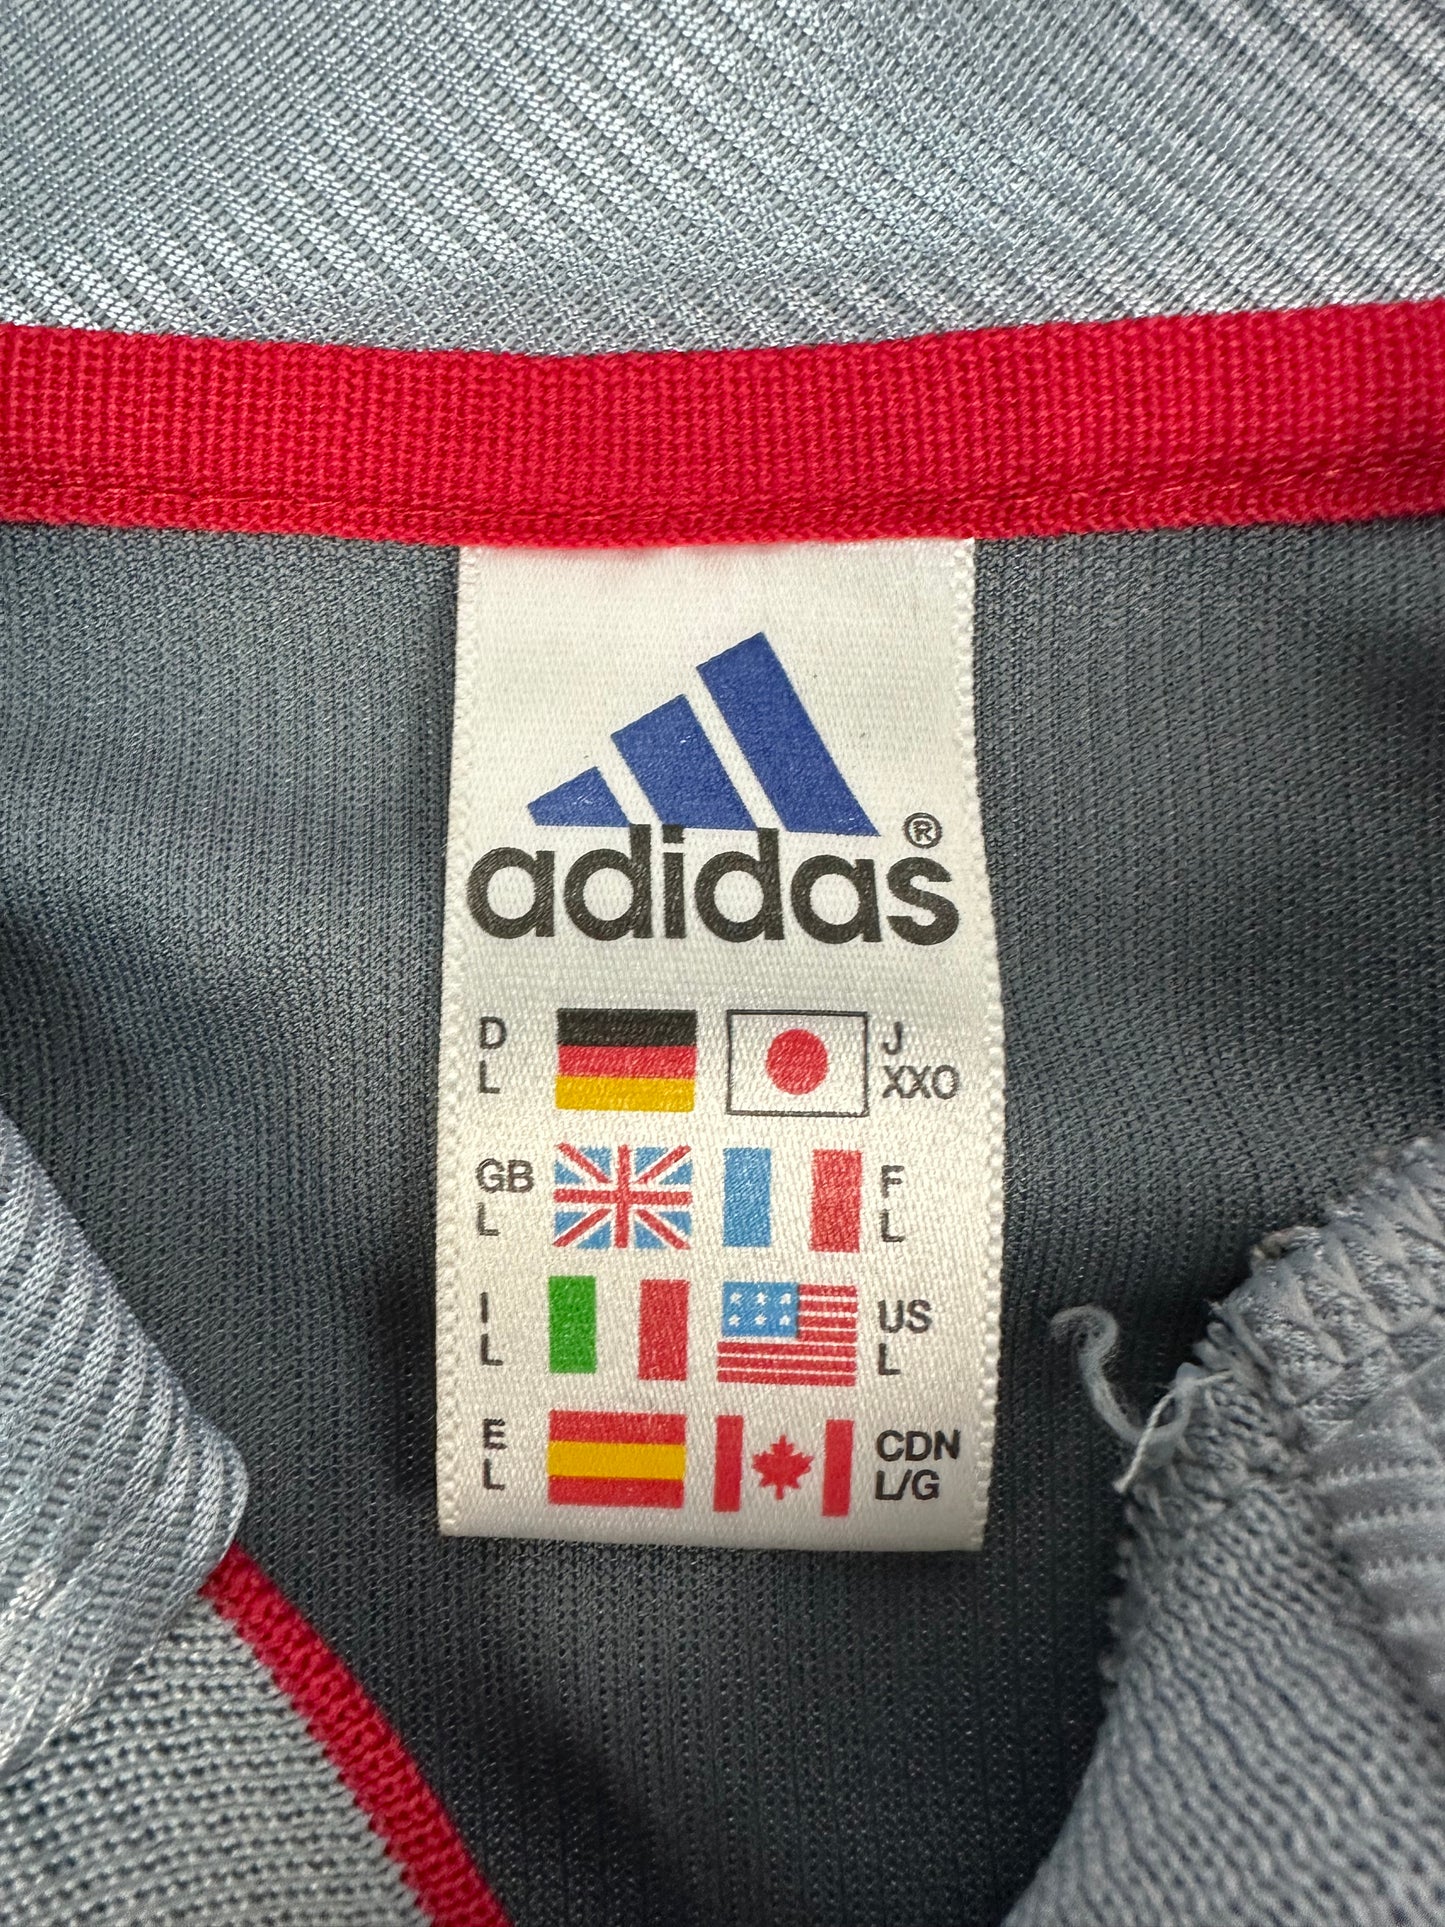 adidas®
D J
L XXO
GB F
L L
I US
L L
E CDN
L L/G